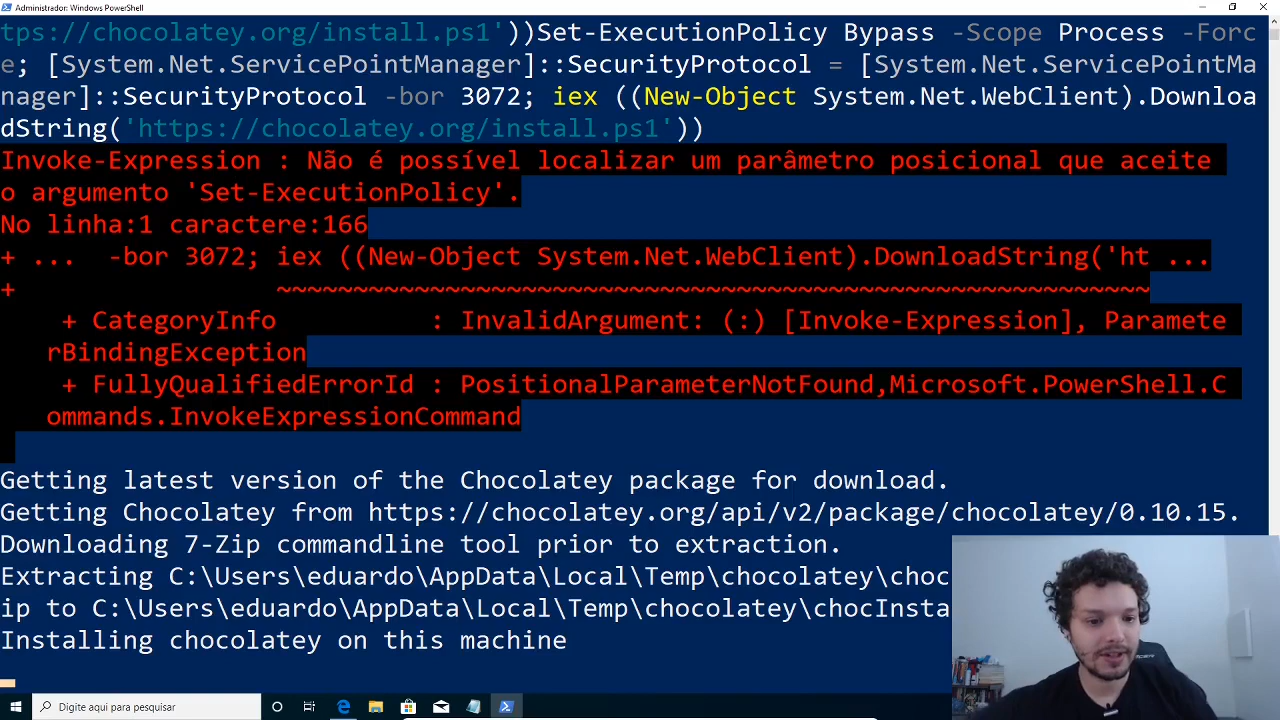 Administrador: Windows PowerShell
tps://chocolatey.org/install.ps1'))Set-ExecutionPolicy Bypass -Scope Process -Forc
e; [System.Net.ServicePointManager]::SecurityProtocol = [System.Net.ServicePointMa
nager]::SecurityProtocol -bor 3072; iex ((New-Object System.Net.WebClient).Downloa
dString('https://chocolatey.org/install.ps1'))
Invoke-Expression : Não é possível localizar um parâmetro posicional que aceite
o argumento 'Set-ExecutionPolicy'.
No linha:1 caractere:166
+ ...  -bor 3072; iex ((New-Object System.Net.WebClient).DownloadString('ht ...
+                 ~~~~~~~~~~~~~~~~~~~~~~~~~~~~~~~~~~~~~~~~~~~~~~~~~~~~~~~~~
    + CategoryInfo          : InvalidArgument: (:) [Invoke-Expression], Paramete
   rBindingException
    + FullyQualifiedErrorId : PositionalParameterNotFound,Microsoft.PowerShell.C
   ommands.InvokeExpressionCommand
Getting latest version of the Chocolatey package for download.
Getting Chocolatey from https://chocolatey.org/api/v2/package/chocolatey/0.10.15.
Downloading 7-Zip commandline tool prior to extraction.
Extracting C:\Users\eduardo\AppData\Local\Temp\chocolatey\choc
ip to C:\Users\eduardo\AppData\Local\Temp\chocolatey\chocInsta
Installing chocolatey on this machine
Digite aqui para pesquisar